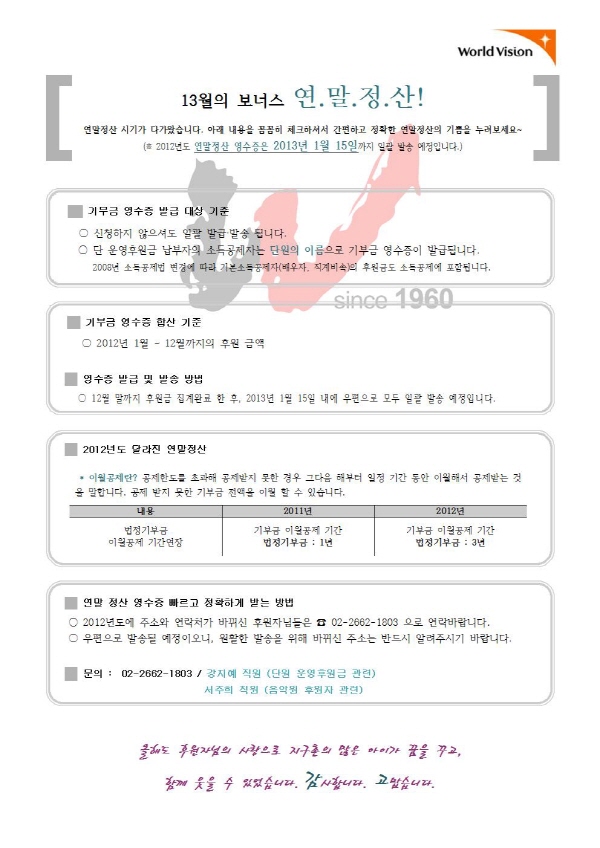 World Vision
13월의 보너스 연.말.정.산!
연말정산 시기가 다가왔습니다. 아래 내용을 꼼꼼히 체크하셔서 간편하고 정확한 연말정산의 기쁨을 누려보세요~
(※ 2012년도 연말정산 영수증은 2013년 1월 15일까지 일괄 발송 예정입니다.)
기부금 영수증 발급 대상 기준
○ 신청하지 않으셔도 일괄 발급·발송 됩니다.
○ 단 운영후원금 납부자의 소득공제자는 단원의 이름으로 기부금 영수증이 발급됩니다.
2008년 소득공제법 변경에 따라 기본소득공제자(배우자, 직계비속)의 후원금도 소득공제에 포함됩니다.
since 1960
기부금 영수증 합산 기준
○ 2012년 1월 - 12월까지의 후원 금액
영수증 발급 및 발송 방법
○ 12월 말까지 후원금 집계완료 한 후, 2013년 1월 15일 내에 우편으로 모두 일괄 발송 예정입니다.
2012년도 달라진 연말정산
* 이월공제란? 공제한도를 초과해 공제받지 못한 경우 그다음 해부터 일정 기간 동안 이월해서 공제받는 것
을 말합니다. 공제 받지 못한 기부금 전액을 이월 할 수 있습니다.
내용 2011년 2012년
법정기부금 기부금 이월공제 기간 기부금 이월공제 기간
이월공제 기간연장 법정기부금 : 1년 법정기부금 : 3년
연말 정산 영수증 빠르고 정확하게 받는 방법
○ 2012년도에 주소와 연락처가 바뀌신 후원자님들은 ☎ 02-2662-1803 으로 연락바랍니다.
○ 우편으로 발송될 예정이오니, 원활한 발송을 위해 바뀌신 주소는 반드시 알려주시기 바랍니다.
문의 : 02-2662-1803 / 강지혜 직원 (단원 운영후원금 관련)
서주희 직원 (음악원 후원자 관련)
올해도 후원자님의 사랑으로 지구촌의 많은 아이가 꿈을 꾸고,
함께 웃을 수 있었습니다. 감사합니다. 고맙습니다.